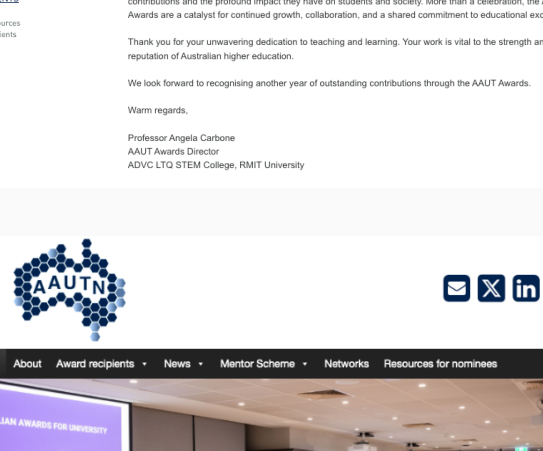 ources
ients
contributions and the profound impact they have on students and society. More than a celebration, the
Awards are a catalyst for continued growth, collaboration, and a shared commitment to educational exc
Thank you for your unwavering dedication to teaching and learning. Your work is vital to the strength an
reputation of Australian higher education.
We look forward to recognising another year of outstanding contributions through the AAUT Awards.
Warm regards,
Professor Angela Carbone
AAUT Awards Director
ADVC LTQ STEM College, RMIT University
AAUTN
X in
About Award recipients News Mentor Scheme Networks Resources for nominees
IAN AWARDS FOR UNIVERSITY